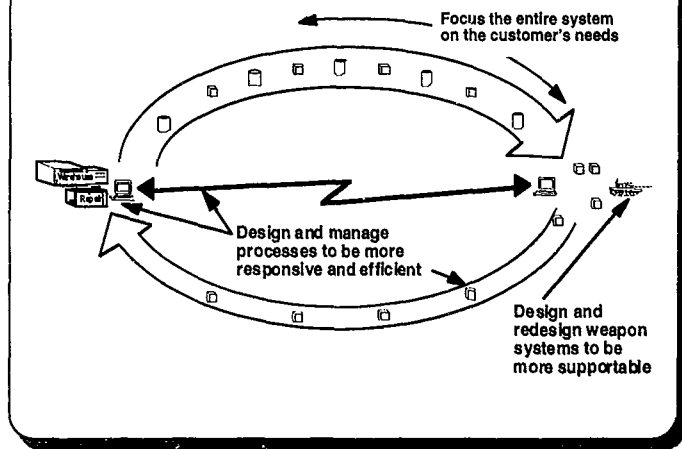 Focus the entire system
on the customer's needs
Repair
Design and manage
processes to be more
responsive and efficient
Design and
redesign weapon
systems to be
more supportable